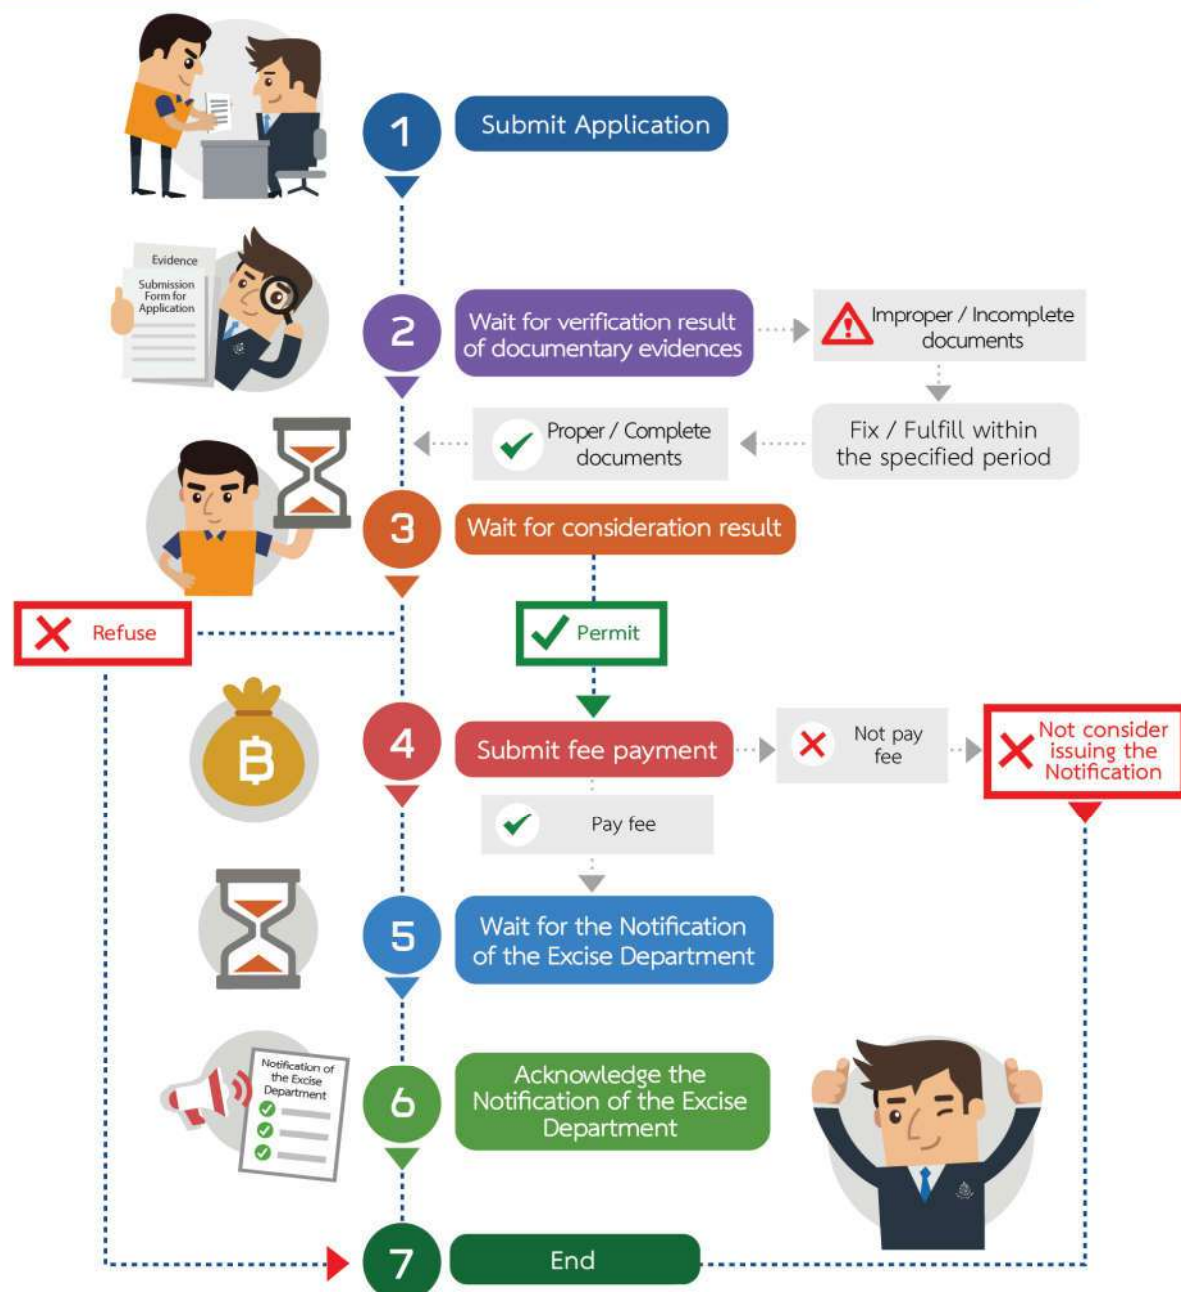 1
Submit Application
Evidence
Submission
Form for
Application
2
Wait for verification result
of documentary evidences
Improper / Incomplete
documents
Proper / Complete
documents
Fix / Fulfill within
the specified period
3
Wait for consideration result
Refuse
Permit
4
Submit fee payment
Not pay
fee
Not consider
issuing the
Notification
฿
Pay fee
5
Wait for the Notification
of the Excise Department
Notification of
the Excise
Department
6
Acknowledge the
Notification of the Excise
Department
7
End